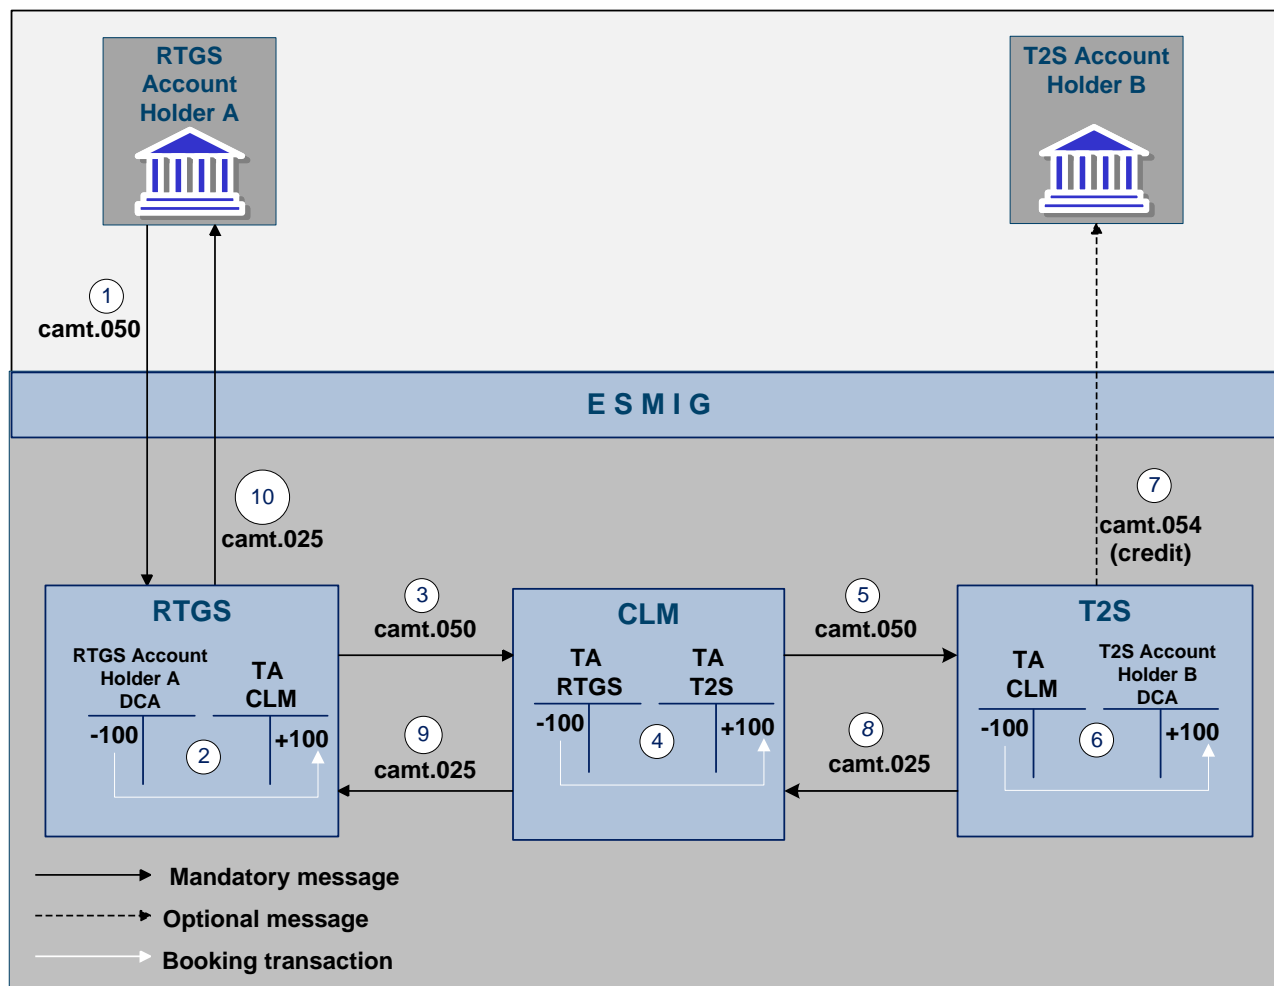 RTGS
Account
Holder A
T2S Account
Holder B
1
camt.050
E S M I G
10
camt.025
7
camt.054
(credit)
RTGS
RTGS Account
Holder A
DCA
TA
CLM
-100
+100
2
3
camt.050
9
camt.025
CLM
TA
RTGS
TA
T2S
-100
+100
4
5
camt.050
8
camt.025
T2S
TA
CLM
T2S Account
Holder B
DCA
-100
+100
6
Mandatory message
Optional message
Booking transaction